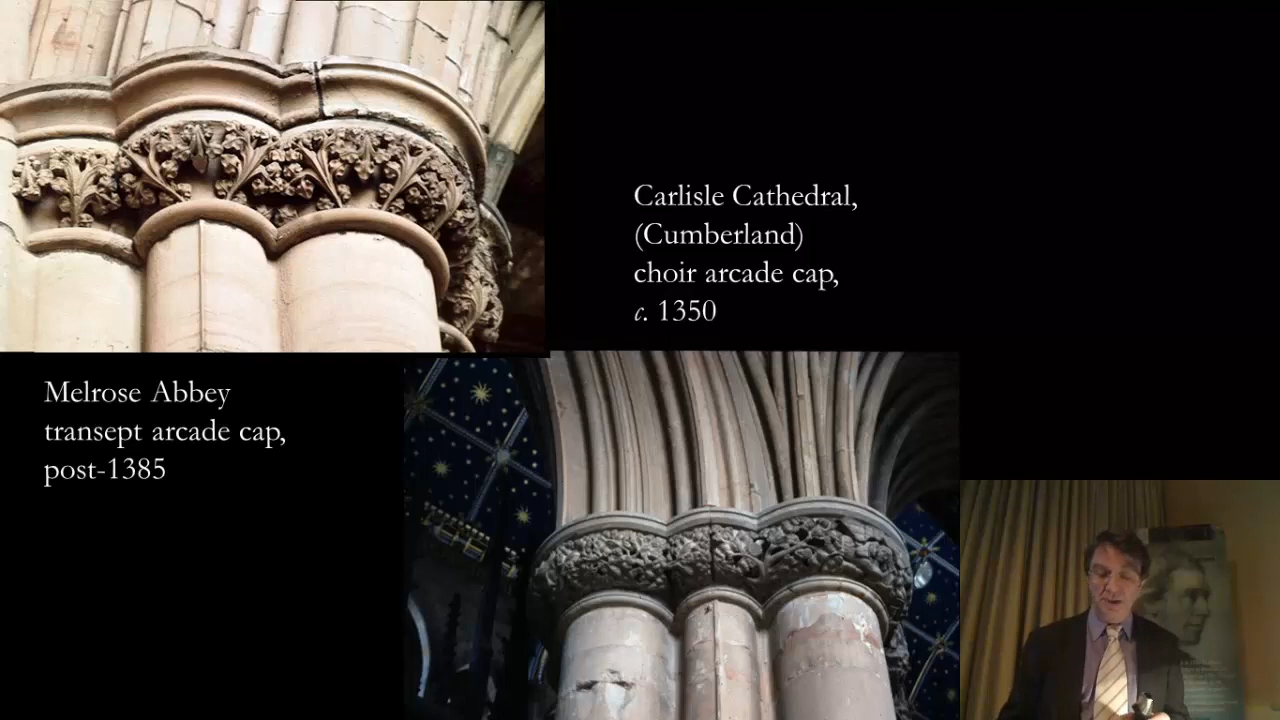 Carlisle Cathedral,
(Cumberland)
choir arcade cap,
c. 1350
Melrose Abbey
transept arcade cap,
post-1385